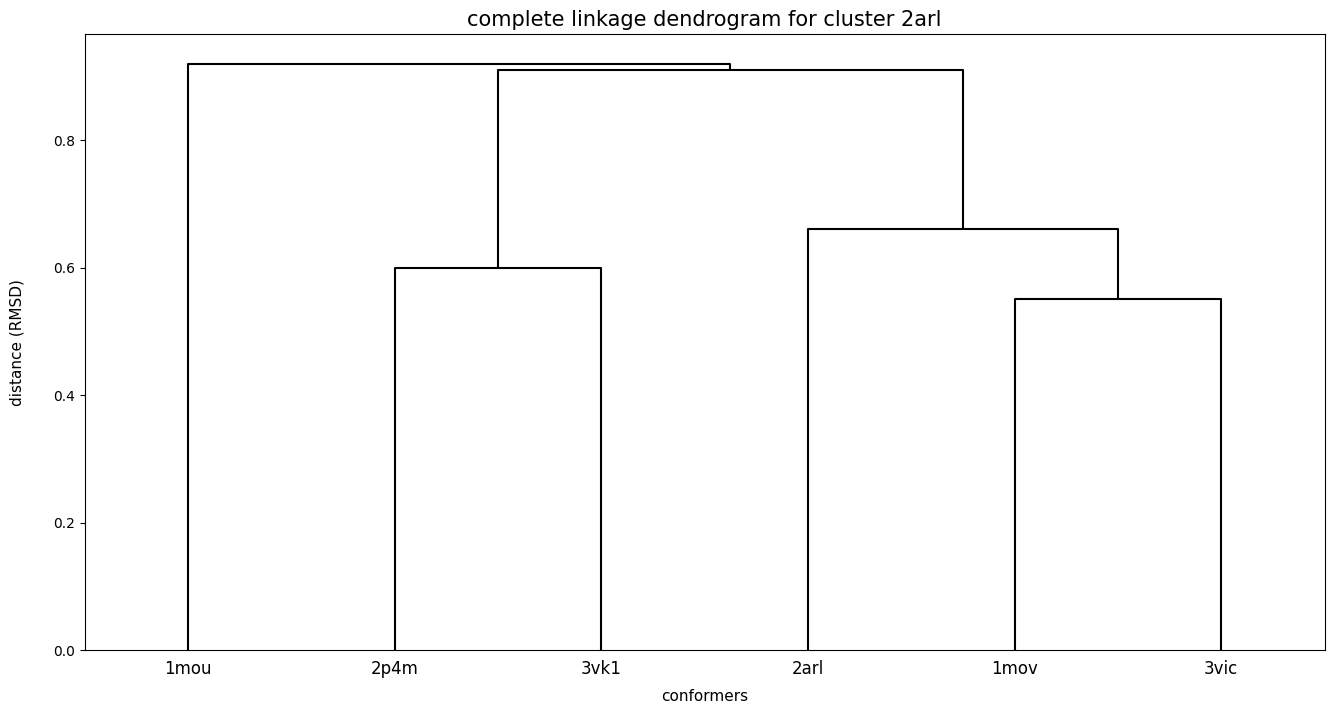 complete linkage dendrogram for cluster 2arl
0.8
0.6
0.4
0.2
0.0
distance (RMSD)
1mou 2p4m 3vk1 2arl 1mov 3vic
conformers